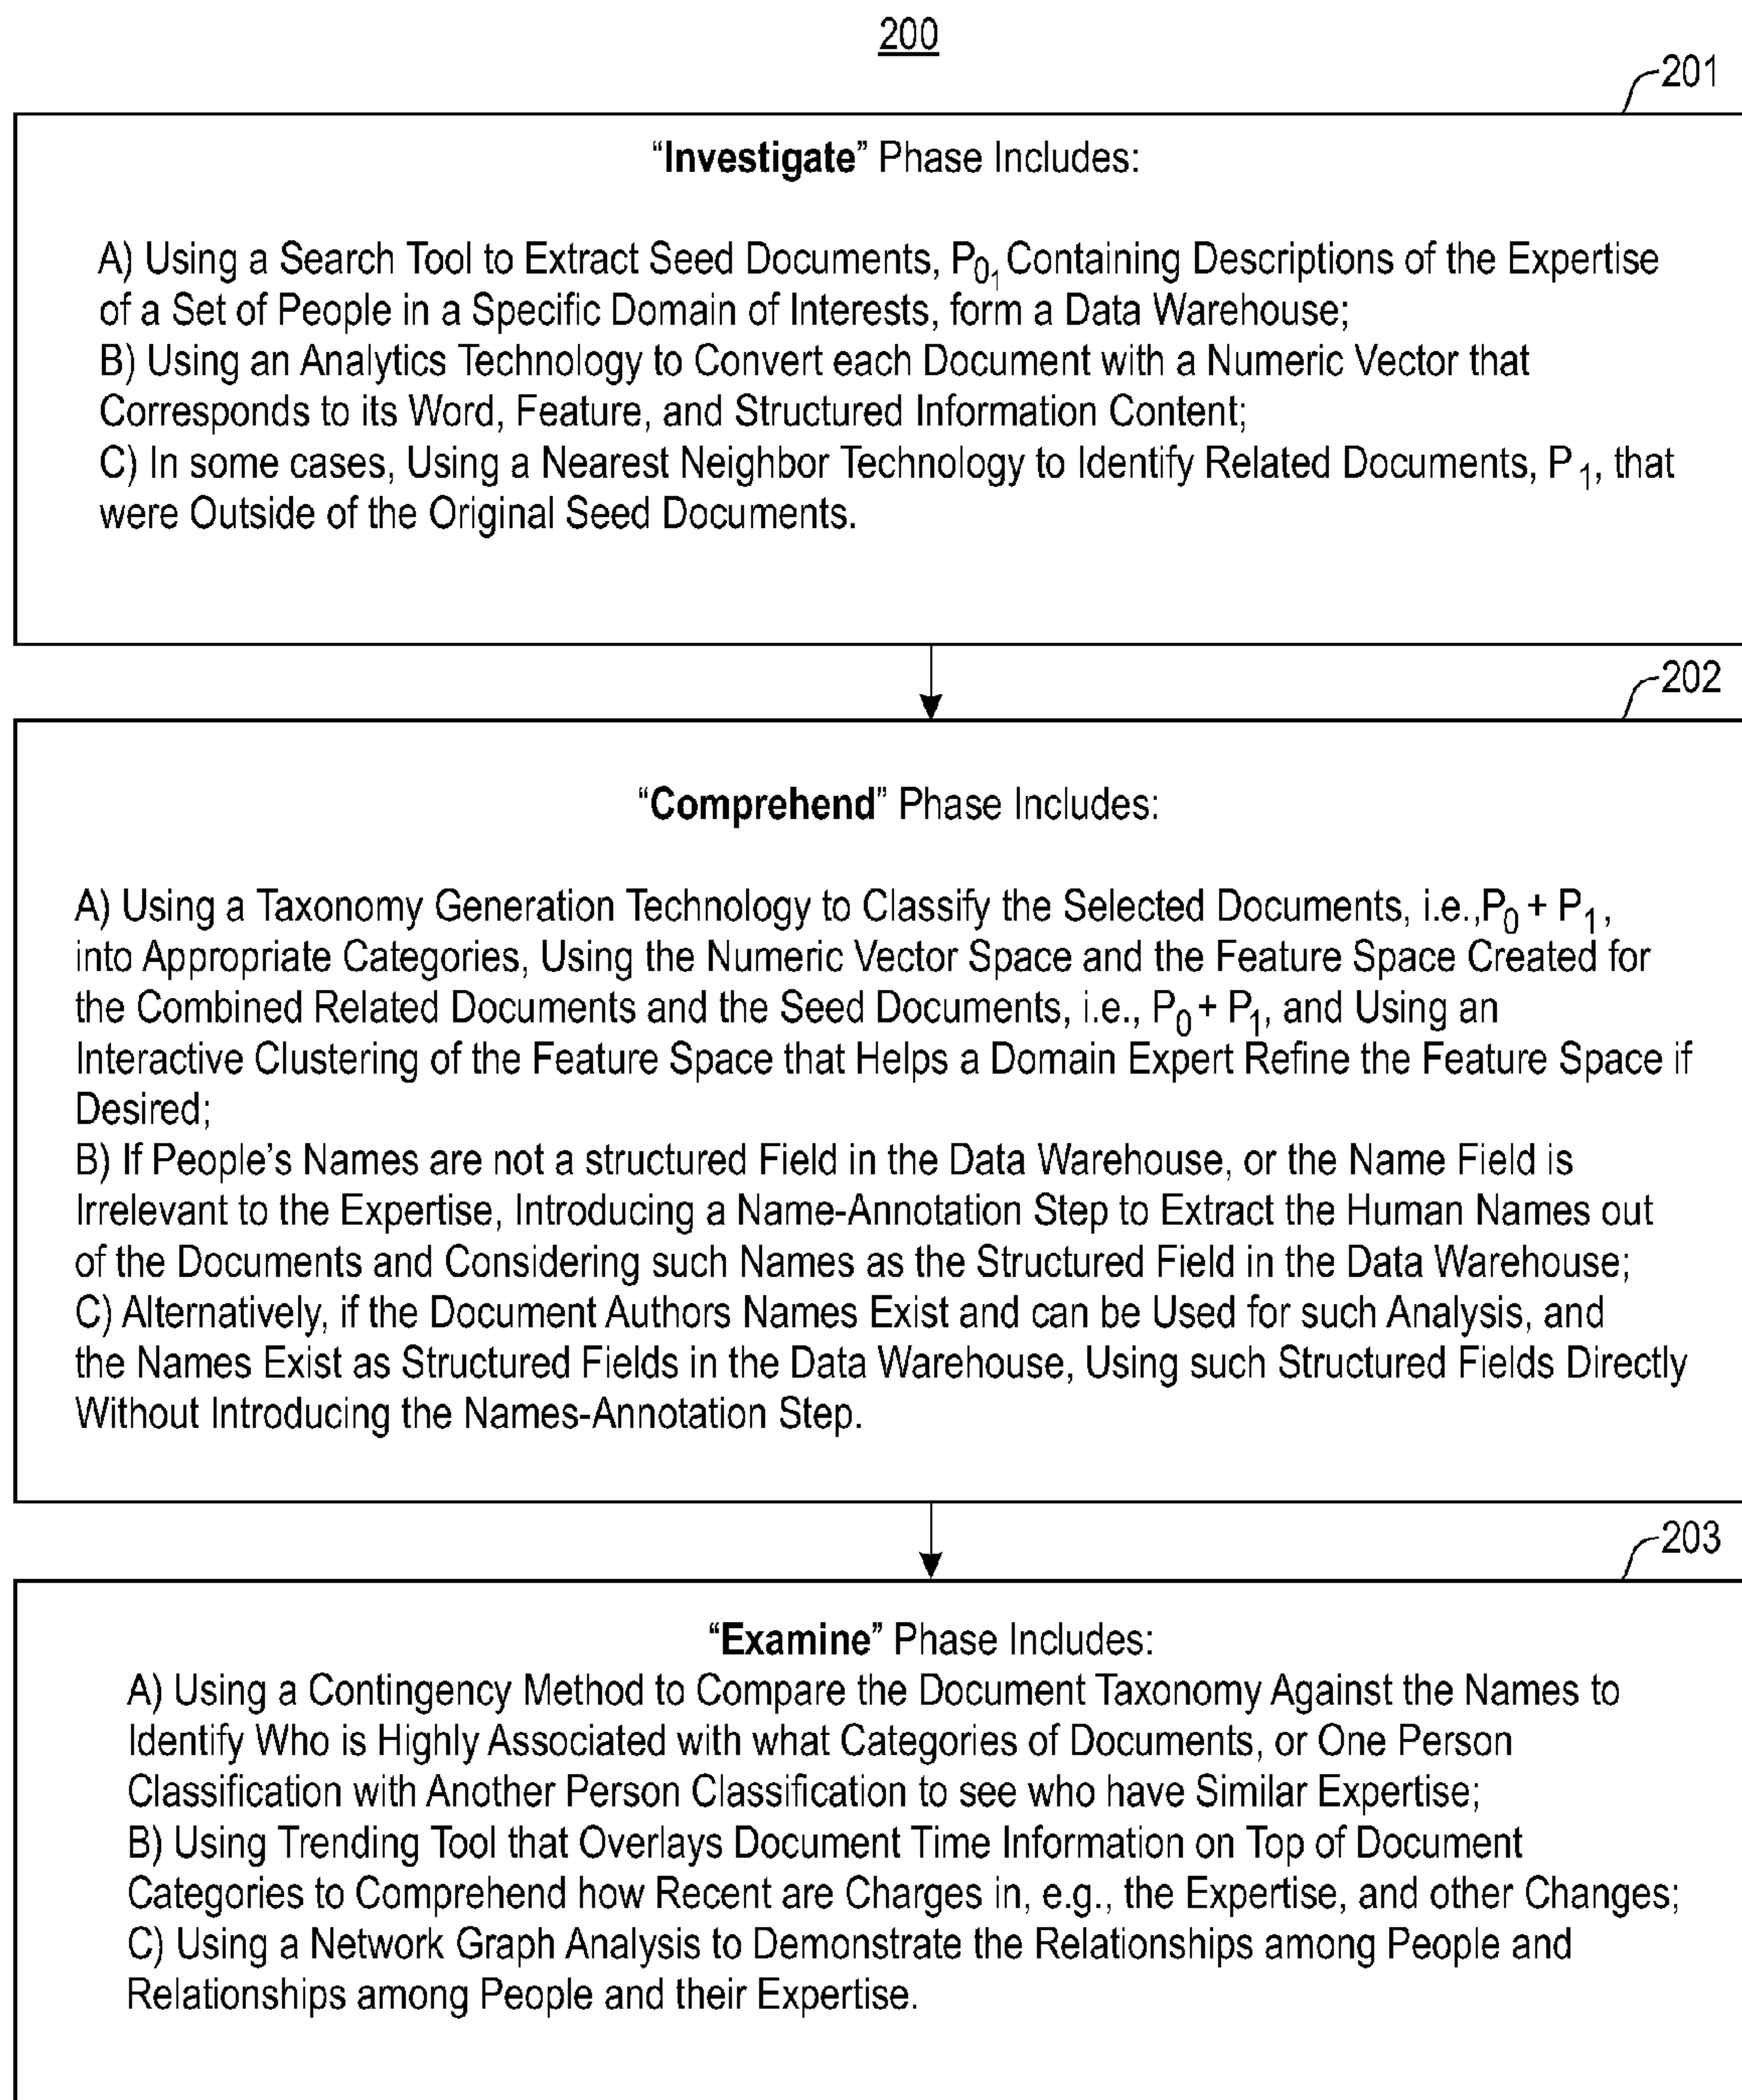 200
201
“Investigate” Phase Includes:
A) Using a Search Tool to Extract Seed Documents, P0, Containing Descriptions of the Expertise
of a Set of People in a Specific Domain of Interests, form a Data Warehouse;
B) Using an Analytics Technology to Convert each Document with a Numeric Vector that
Corresponds to its Word, Feature, and Structured Information Content;
C) In some cases, Using a Nearest Neighbor Technology to Identify Related Documents, P1, that
were Outside of the Original Seed Documents.
202
“Comprehend” Phase Includes:
A) Using a Taxonomy Generation Technology to Classify the Selected Documents, i.e.,P0 + P1,
into Appropriate Categories, Using the Numeric Vector Space and the Feature Space Created for
the Combined Related Documents and the Seed Documents, i.e., P0 + P1, and Using an
Interactive Clustering of the Feature Space that Helps a Domain Expert Refine the Feature Space if
Desired;
B) If People’s Names are not a structured Field in the Data Warehouse, or the Name Field is
Irrelevant to the Expertise, Introducing a Name-Annotation Step to Extract the Human Names out
of the Documents and Considering such Names as the Structured Field in the Data Warehouse;
C) Alternatively, if the Document Authors Names Exist and can be Used for such Analysis, and
the Names Exist as Structured Fields in the Data Warehouse, Using such Structured Fields Directly
Without Introducing the Names-Annotation Step.
203
“Examine” Phase Includes:
A) Using a Contingency Method to Compare the Document Taxonomy Against the Names to
Identify Who is Highly Associated with what Categories of Documents, or One Person
Classification with Another Person Classification to see who have Similar Expertise;
B) Using Trending Tool that Overlays Document Time Information on Top of Document
Categories to Comprehend how Recent are Charges in, e.g., the Expertise, and other Changes;
C) Using a Network Graph Analysis to Demonstrate the Relationships among People and
Relationships among People and their Expertise.